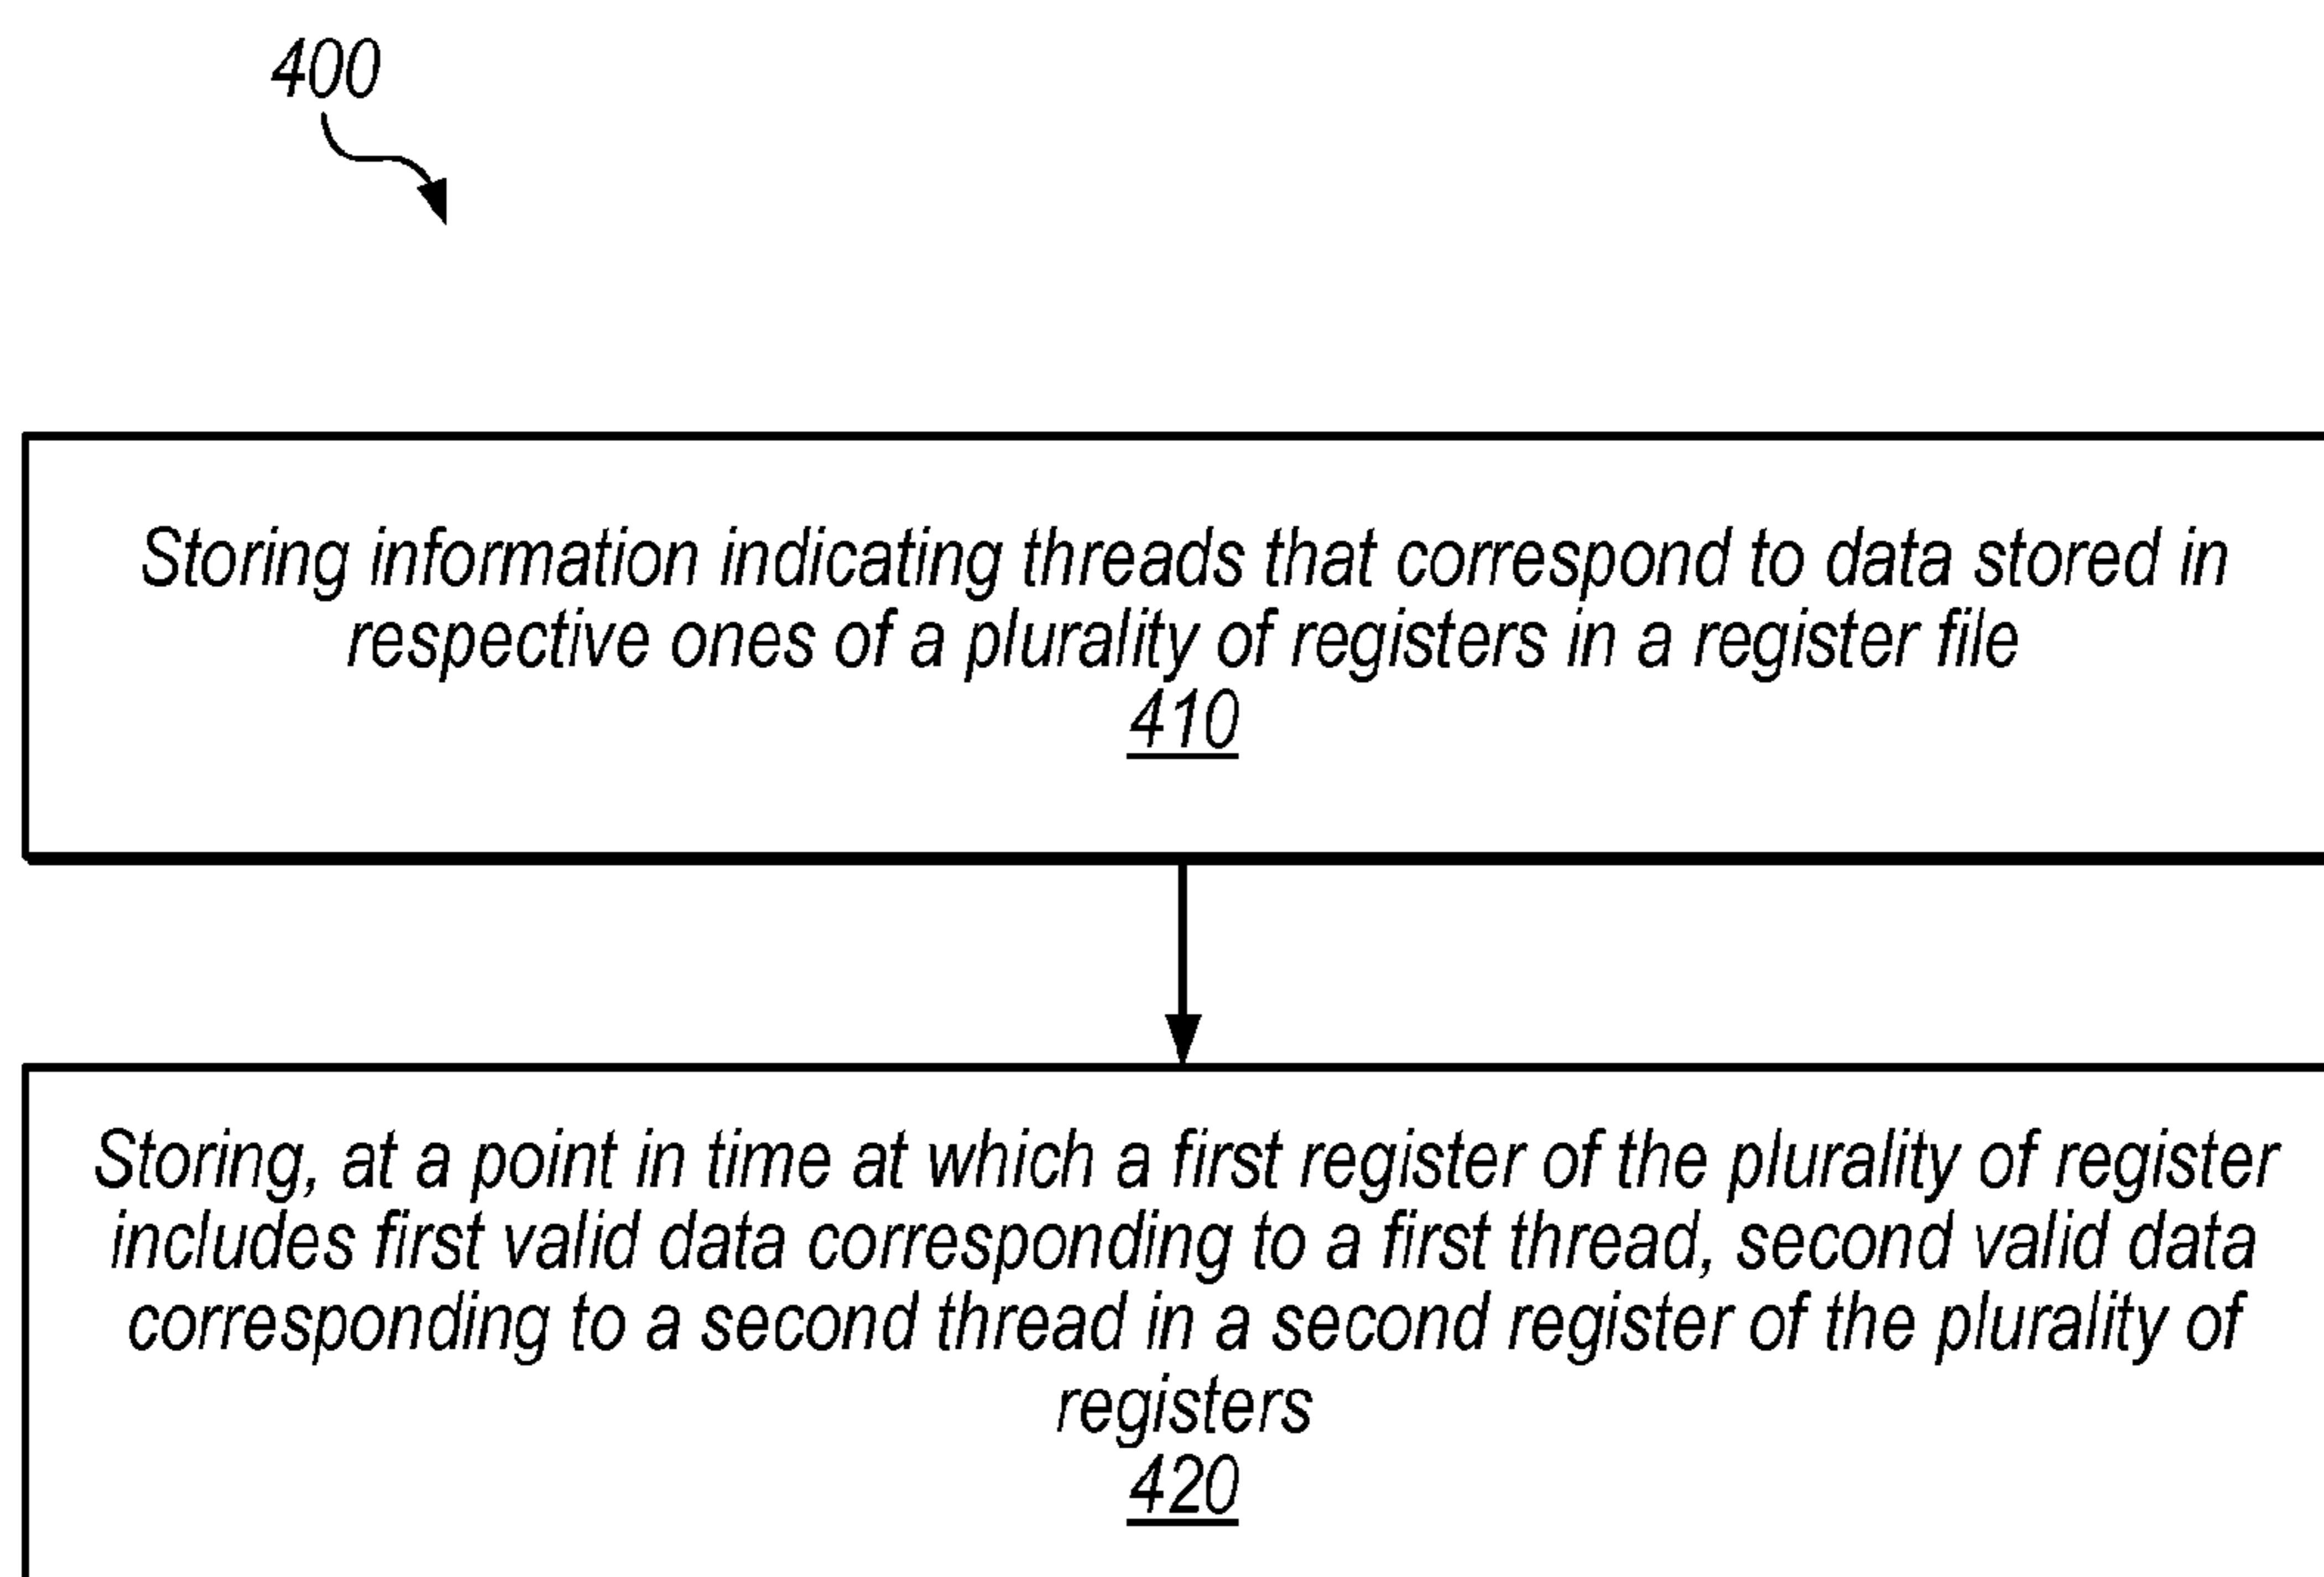 400
Storing information indicating threads that correspond to data stored in
respective ones of a plurality of registers in a register file
410
Storing, at a point in time at which a first register of the plurality of register
includes first valid data corresponding to a first thread, second valid data
corresponding to a second thread in a second register of the plurality of
registers
420